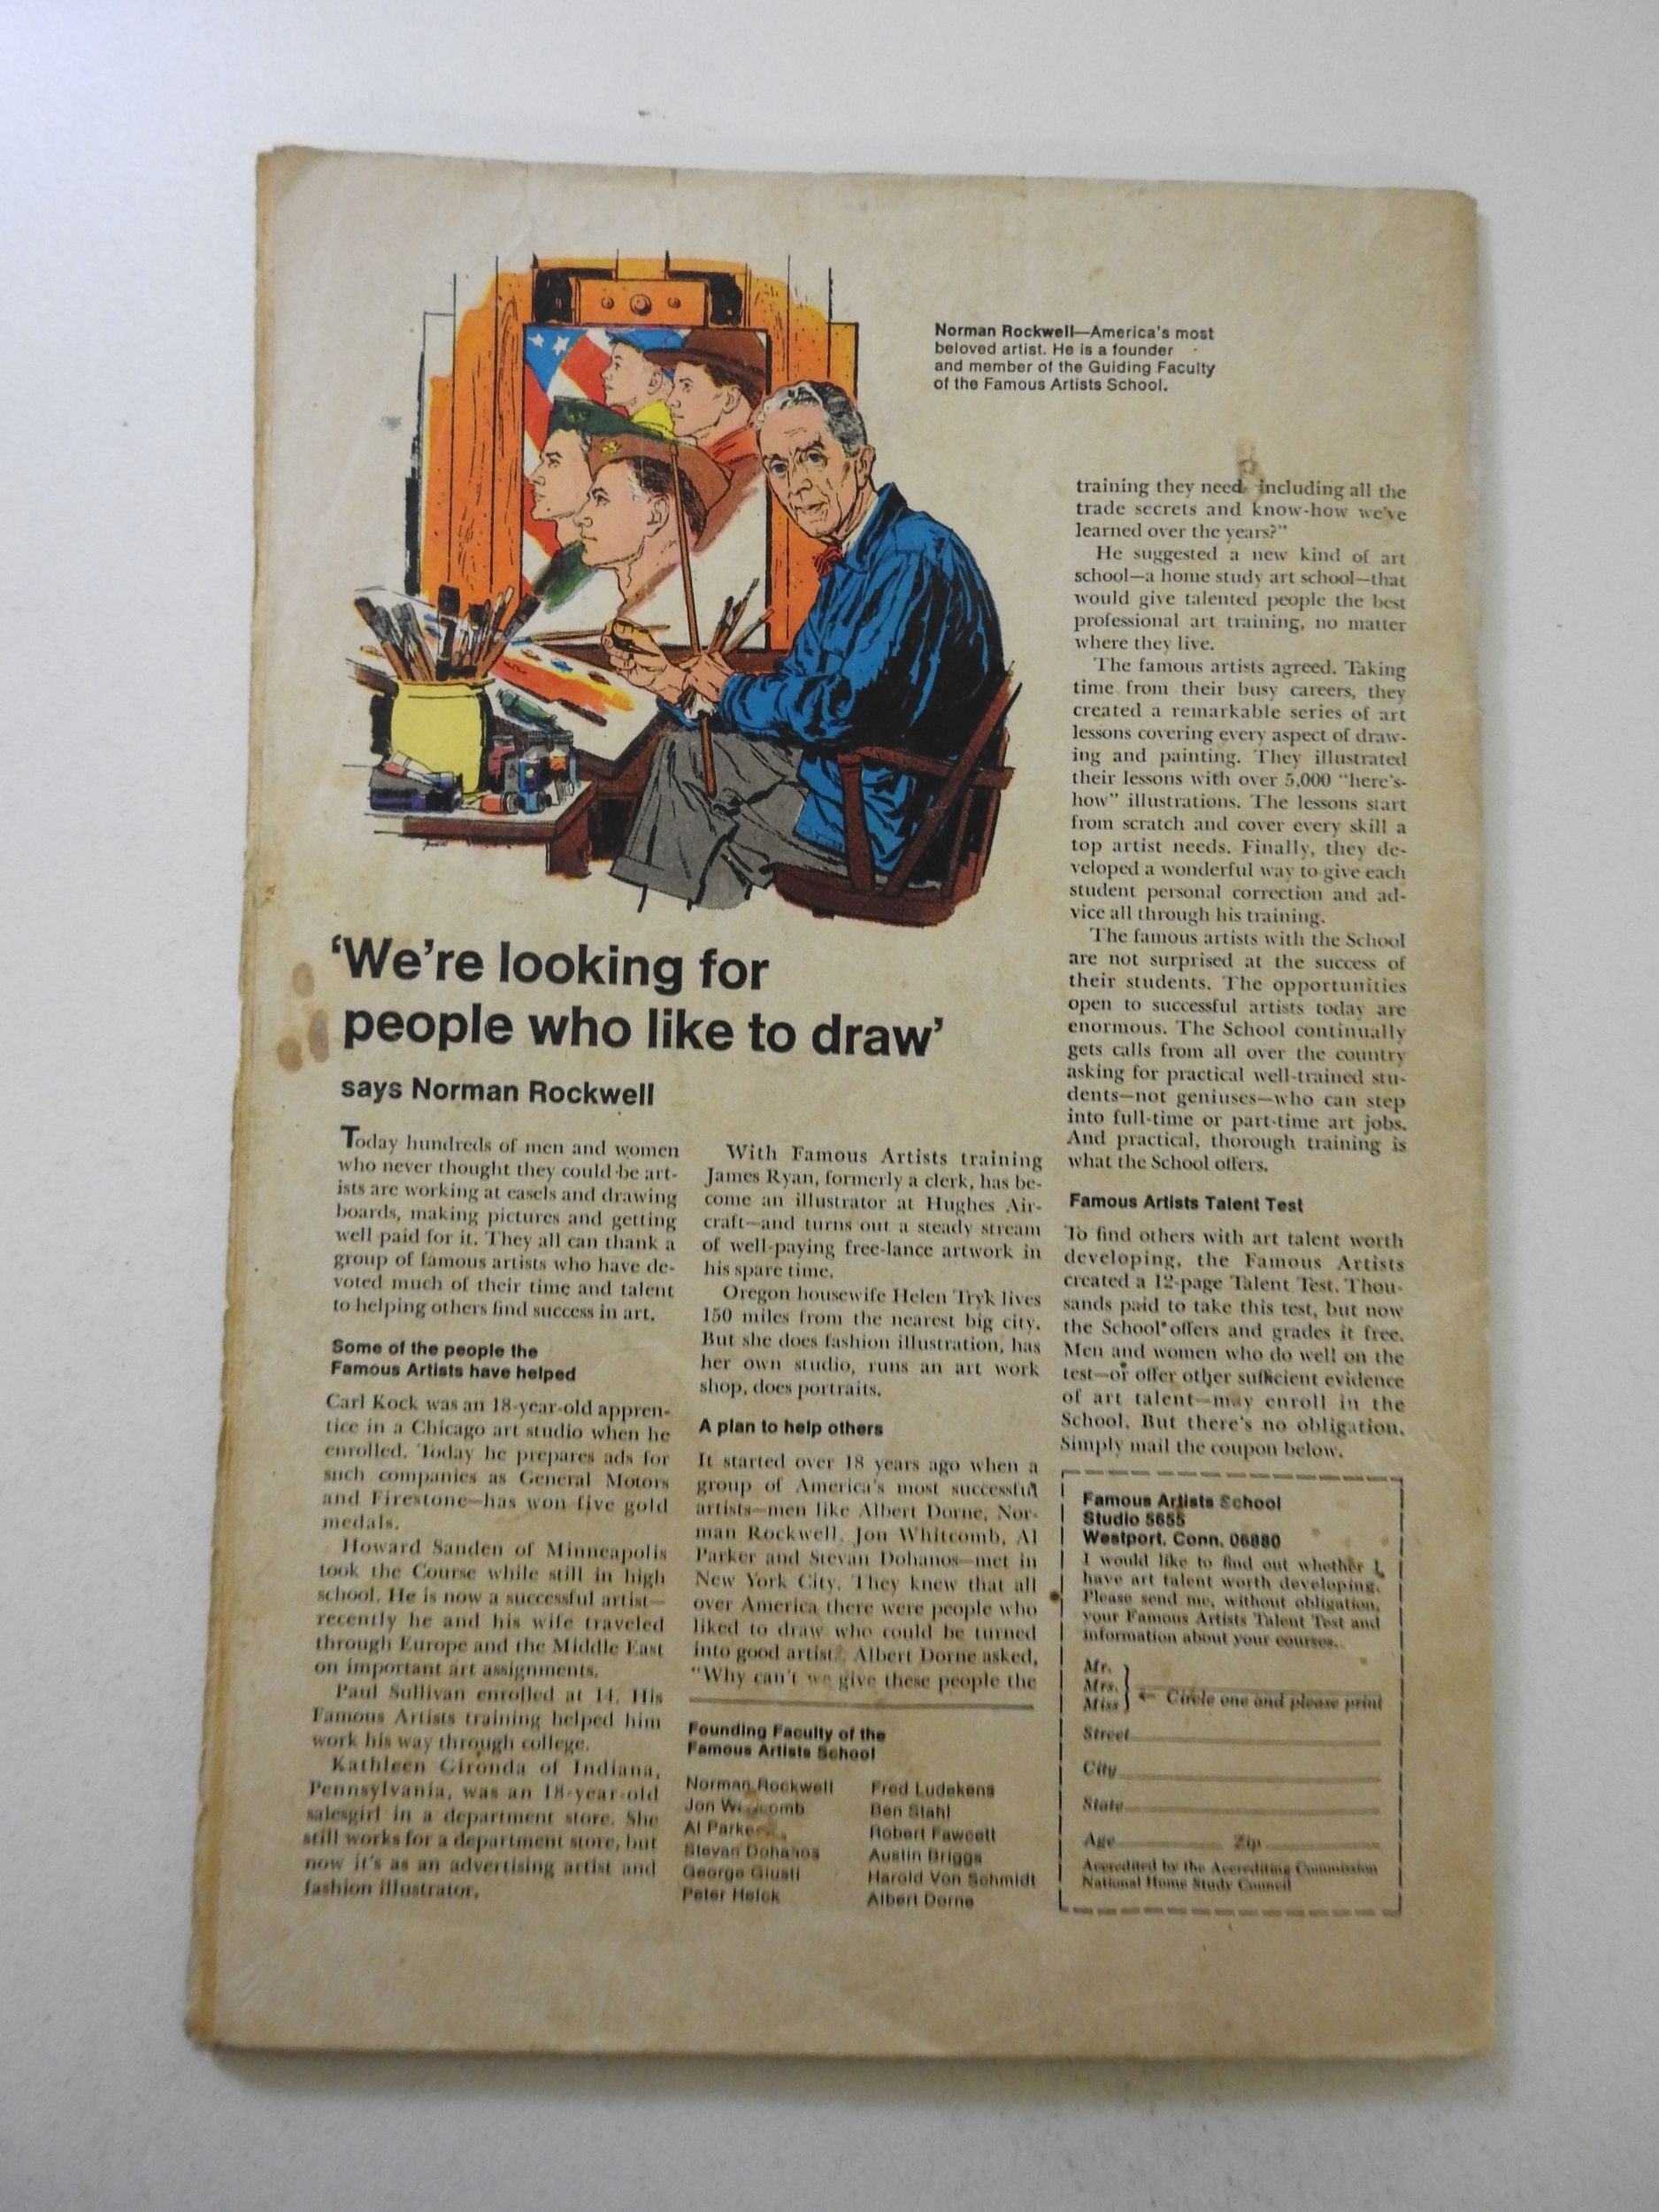 Norman Rockwell—America's most
beloved artist. He is a founder
and member of the Guiding Faculty
of the Famous Artists School.
'We're looking for
people who like to draw'
says Norman Rockwell
Today hundreds of men and women
who never thought they could be art-
ists are working at easels and drawing
boards, making pictures and getting
well paid for it. They all can thank a
group of famous artists who have de-
voted much of their time and talent
to helping others find success in art.
Some of the people the
Famous Artists have helped
Carl Kock was an 18-year-old appren-
tice in a Chicago art studio when he
enrolled. Today he prepares ads for
such companies as General Motors
and Firestone—has won five gold
medals.
Howard Sanden of Minneapolis
took the Course while still in high
school. He is now a successful artist—
recently he and his wife traveled
through Europe and the Middle East
on important art assignments.
Paul Sullivan enrolled at 14. His
Famous Artists training helped him
work his way through college.
Kathleen Gironda of Indiana,
Pennsylvania, was an 18-year-old
salesgirl in a department store. She
still works for a department store, but
now it's as an advertising artist and
fashion illustrator.
With Famous Artists training
James Ryan, formerly a clerk, has be-
come an illustrator at Hughes Air-
craft—and turns out a steady stream
of well-paying free-lance artwork in
his spare time.
Oregon housewife Helen Tryk lives
150 miles from the nearest big city.
But she does fashion illustration, has
her own studio, runs an art work
shop, does portraits.
A plan to help others
It started over 18 years ago when a
group of America's most successful
artists—men like Albert Dorne, Nor-
man Rockwell, Jon Whitcomb, Al
Parker and Stevan Dohanos—met in
New York City. They knew that all
over America there were people who
liked to draw who could be turned
into good artist. Albert Dorne asked,
"Why can't we give these people the
Founding Faculty of the
Famous Artists School
Norman Rockwell
Jon Whitcomb
Al Parker
Stevan Dohanos
George Giusti
Peter Helck
Fred Ludekens
Ben Stahl
Robert Fawcett
Austin Briggs
Harold Von Schmidt
Albert Dorne
training they need including all the
trade secrets and know-how we've
learned over the years?"
He suggested a new kind of art
school—a home study art school—that
would give talented people the best
professional art training, no matter
where they live.
The famous artists agreed. Taking
time from their busy careers, they
created a remarkable series of art
lessons covering every aspect of draw-
ing and painting. They illustrated
their lessons with over 5,000 "here's-
how" illustrations. The lessons start
from scratch and cover every skill a
top artist needs. Finally, they de-
veloped a wonderful way to give each
student personal correction and ad-
vice all through his training.
The famous artists with the School
are not surprised at the success of
their students. The opportunities
open to successful artists today are
enormous. The School continually
gets calls from all over the country
asking for practical well-trained stu-
dents—not geniuses—who can step
into full-time or part-time art jobs.
And practical, thorough training is
what the School offers.
Famous Artists Talent Test
To find others with art talent worth
developing, the Famous Artists
created a 12-page Talent Test. Thou-
sands paid to take this test, but now
the School offers and grades it free.
Men and women who do well on the
test—or offer other sufficient evidence
of art talent—may enroll in the
School. But there's no obligation.
Simply mail the coupon below.
Famous Artists School
Studio 5655
Westport, Conn. 06880
I would like to find out whether I
have art talent worth developing.
Please send me, without obligation,
your Famous Artists Talent Test and
information about your courses.
Mr.
Mrs.
Miss
← Circle one and please print
Street
City
State
Age Zip
Accredited by the Accrediting Commission
National Home Study Council